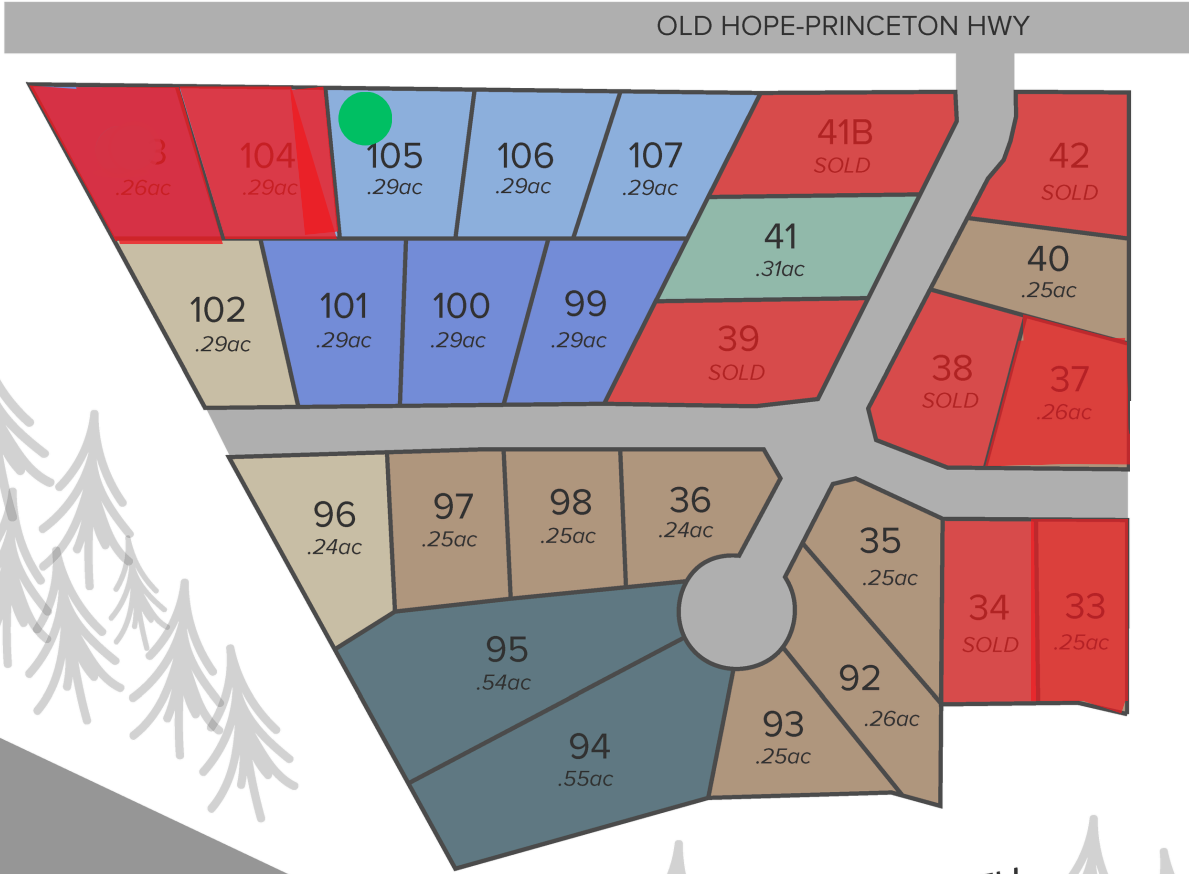 OLD HOPE-PRINCETON HWY
3
.26ac
104
.29ac
105
.29ac
106
.29ac
107
.29ac
41B
SOLD
42
SOLD
41
.31ac
40
.25ac
102
.29ac
101
.29ac
100
.29ac
99
.29ac
39
SOLD
38
SOLD
37
.26ac
96
.24ac
97
.25ac
98
.25ac
36
.24ac
35
.25ac
34
SOLD
33
.25ac
95
.54ac
92
.26ac
93
.25ac
94
.55ac